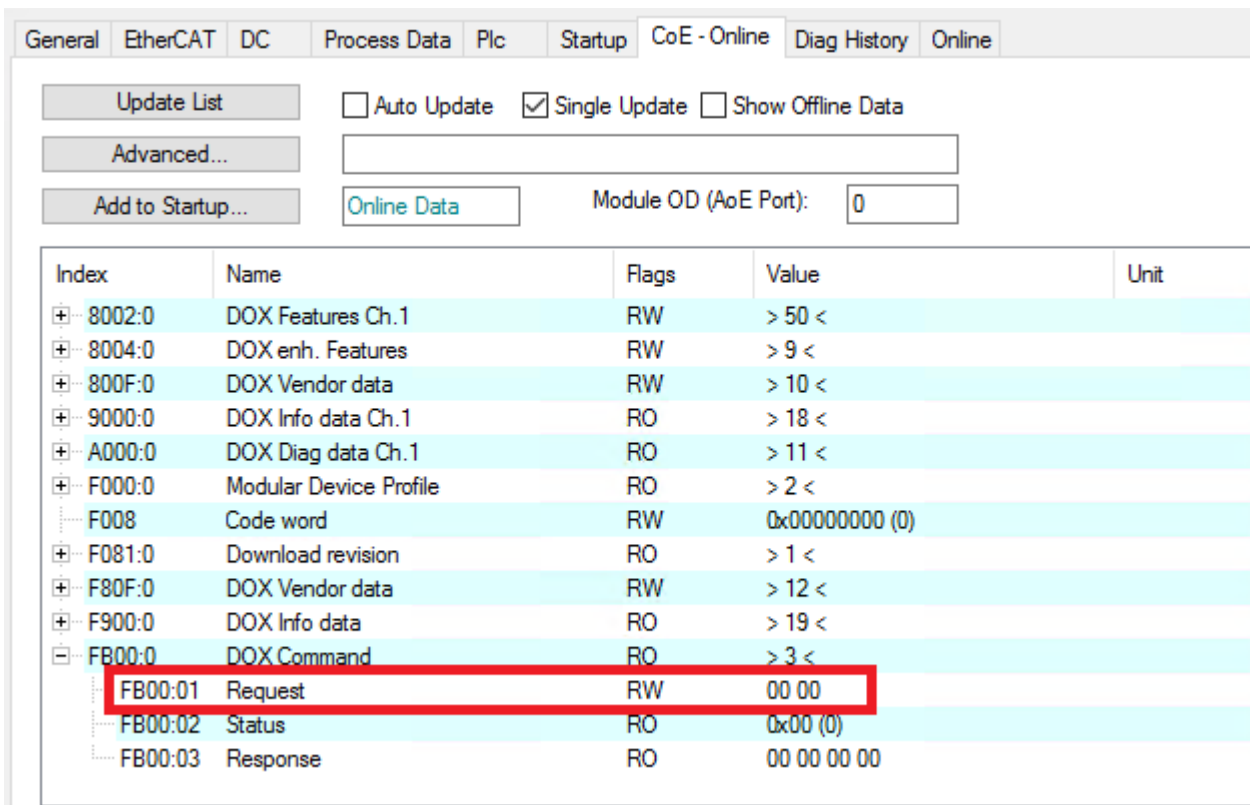 General EtherCAT DC Process Data Plc Startup CoE - Online Diag History Online
Update List Auto Update Single Update Show Offline Data
Advanced...
Add to Startup... Online Data Module OD (AoE Port): 0
Index Name Flags Value Unit
8002:0 DOX Features Ch.1 RW > 50 <
8004:0 DOX enh. Features RW > 9 <
800F:0 DOX Vendor data RW > 10 <
9000:0 DOX Info data Ch.1 RO > 18 <
A000:0 DOX Diag data Ch.1 RO > 11 <
F000:0 Modular Device Profile RO > 2 <
F008 Code word RW 0x00000000 (0)
F081:0 Download revision RO > 1 <
F80F:0 DOX Vendor data RW > 12 <
F900:0 DOX Info data RO > 19 <
FB00:0 DOX Command RO > 3 <
FB00:01 Request RW 00 00
FB00:02 Status RO 0x00 (0)
FB00:03 Response RO 00 00 00 00